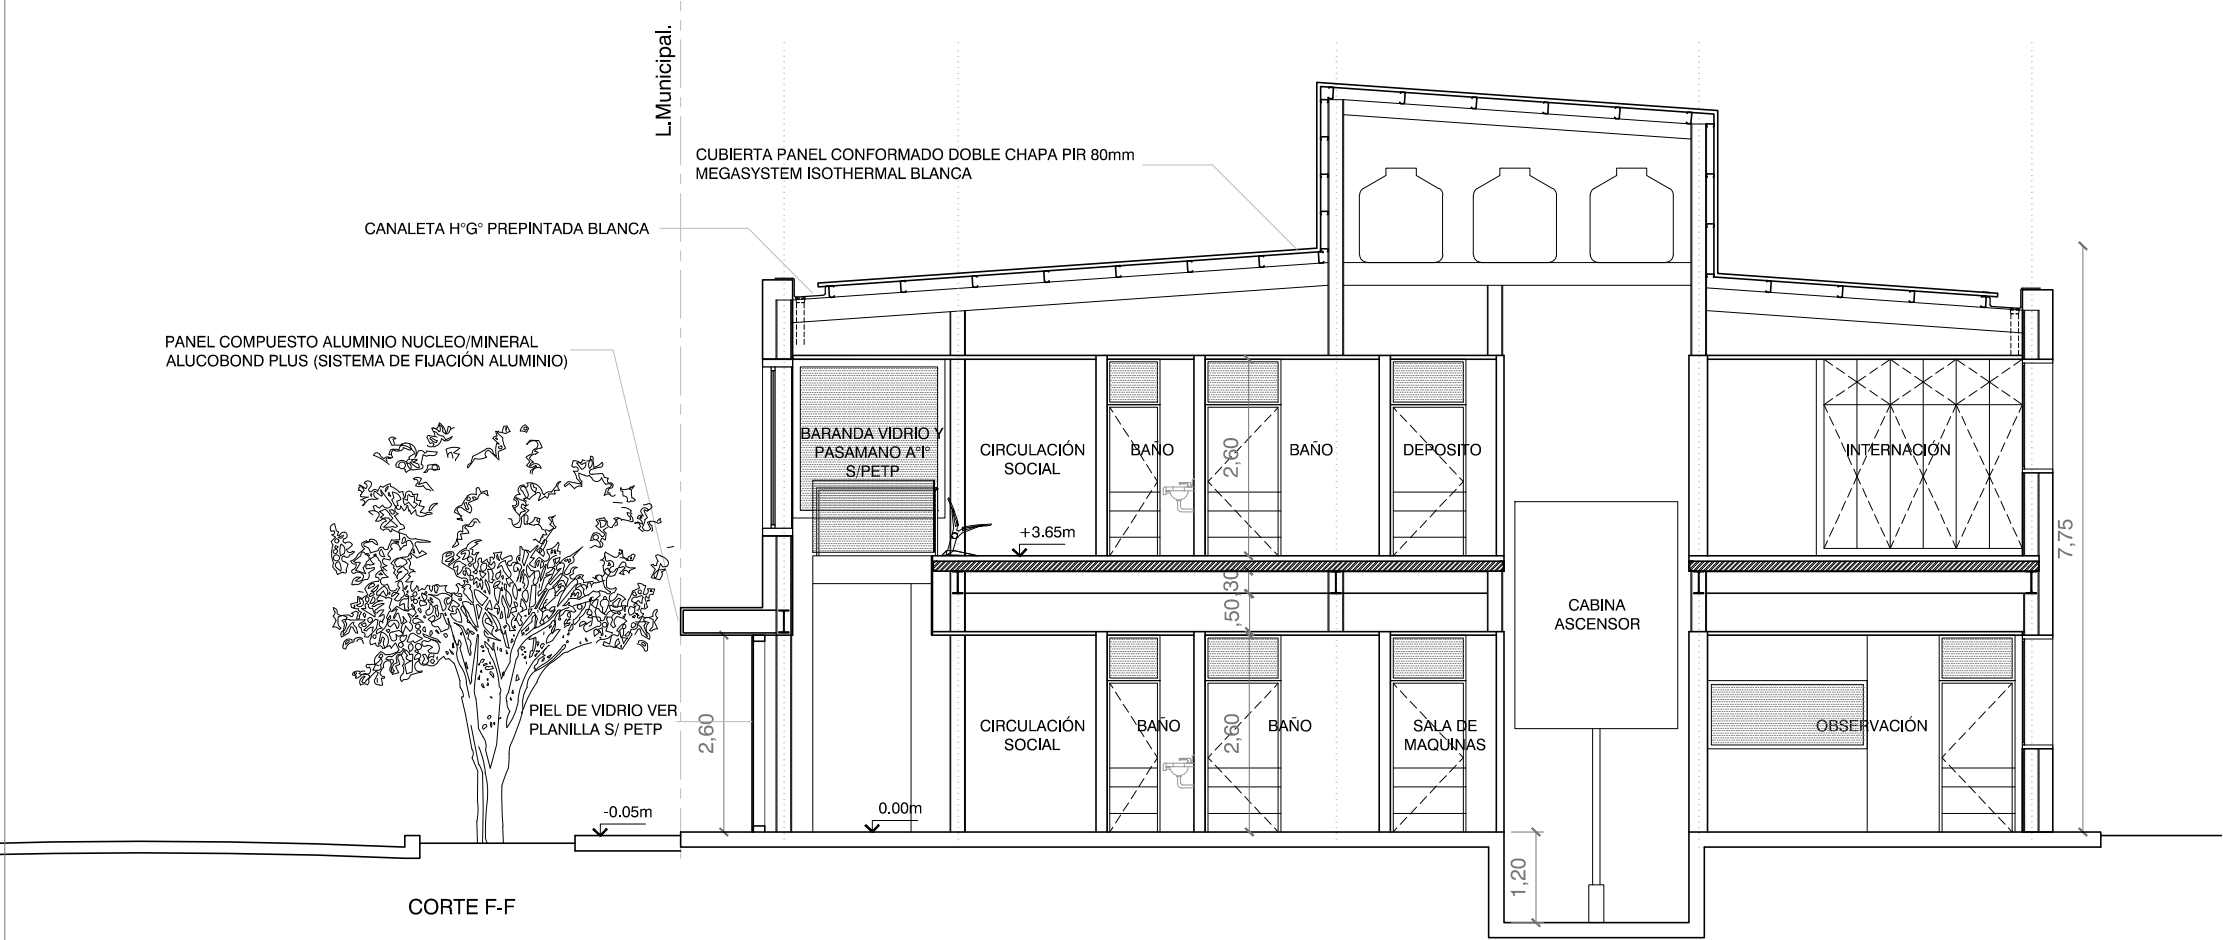 L.Municipal.
CUBIERTA PANEL CONFORMADO DOBLE CHAPA PIR 80mm
MEGASYSTEM ISOTHERMAL BLANCA
CANALETA H°G° PREPINTADA BLANCA
PANEL COMPUESTO ALUMINIO NUCLEO/MINERAL
ALUCOBOND PLUS (SISTEMA DE FIJACIÓN ALUMINIO)
BARANDA VIDRIO Y
PASAMANO A°I°
S/PETP
CIRCULACIÓN
SOCIAL
BAÑO
2,60
BAÑO
DEPOSITO
INTERNACIÓN
+3.65m
7,75
,50
,30
CABINA
ASCENSOR
PIEL DE VIDRIO VER
PLANILLA S/ PETP
2,60
CIRCULACIÓN
SOCIAL
BAÑO
2,60
BAÑO
SALA DE
MAQUINAS
OBSERVACIÓN
-0.05m
0.00m
1,20
CORTE F-F